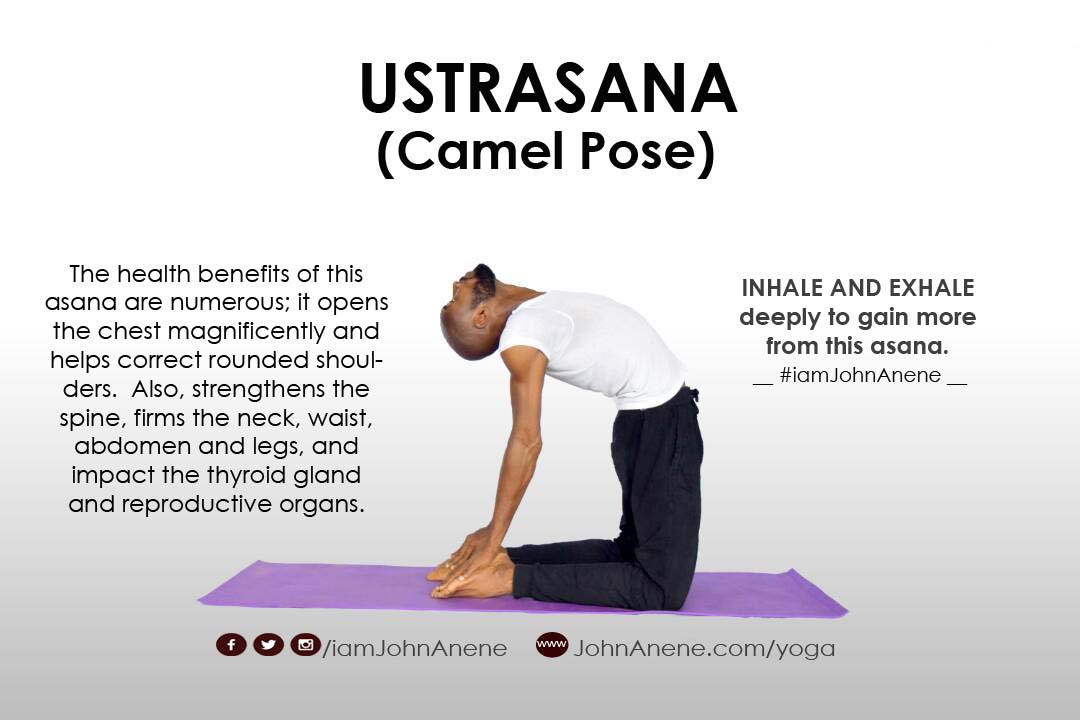 USTRASANA
(Camel Pose)
The health benefits of this
asana are numerous; it opens
the chest magnificently and
helps correct rounded shoul-
ders.  Also, strengthens the
spine, firms the neck, waist,
abdomen and legs, and
impact the thyroid gland
and reproductive organs.
INHALE AND EXHALE
deeply to gain more
from this asana.
__ #iamJohnAnene __
/iamJohnAnene
www JohnAnene.com/yoga